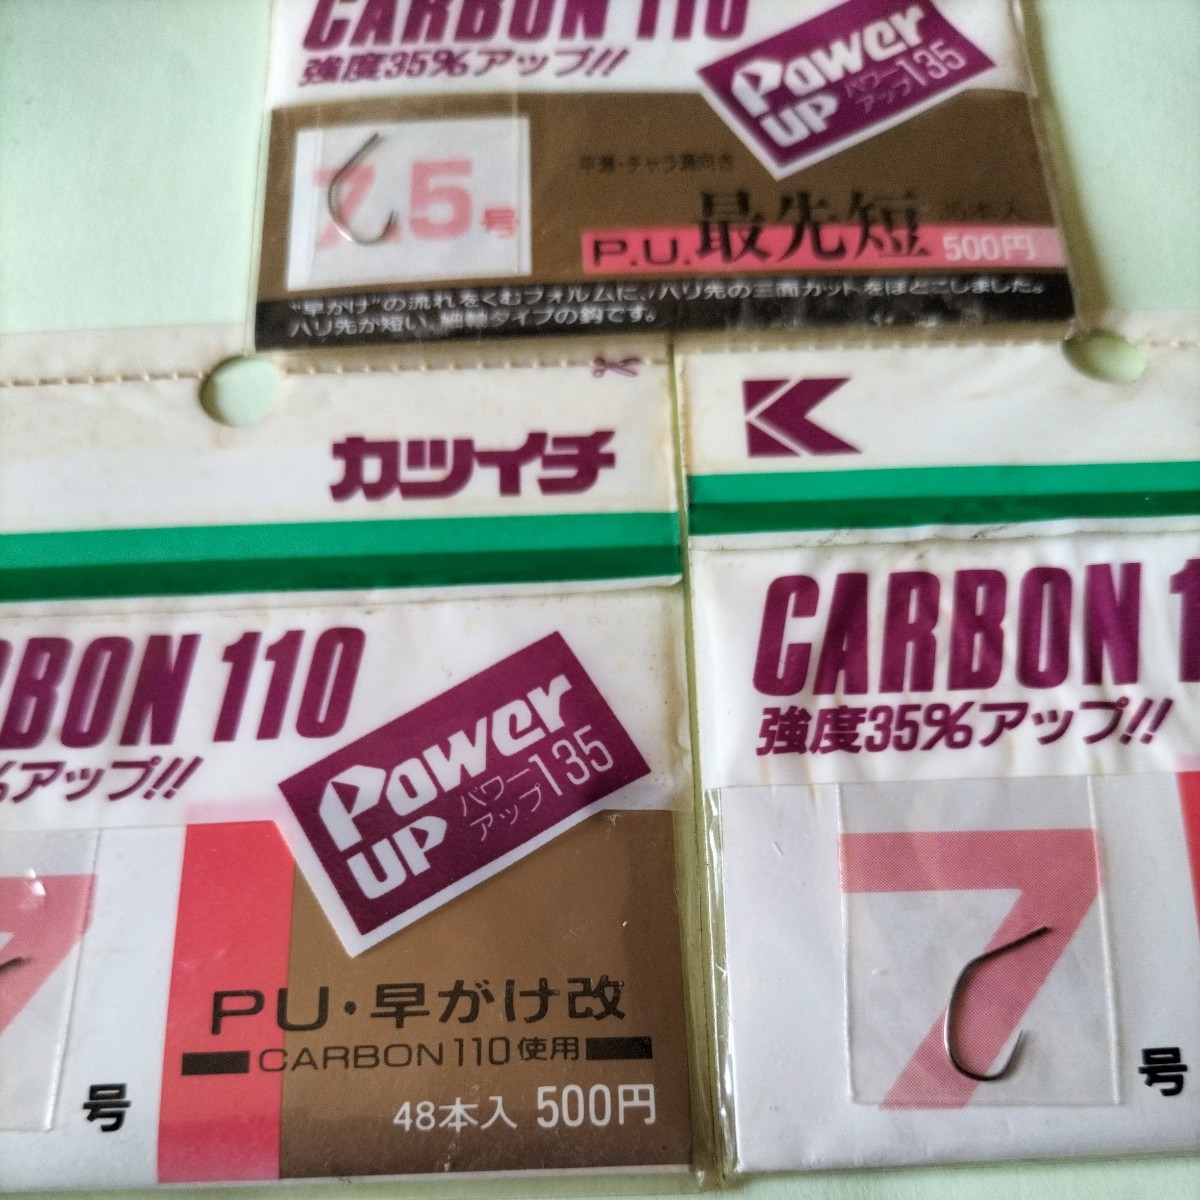 CARBON 110
強度35%アップ!!
Power
UP パワーアップ135
7.5号
最先短
P.U. 500円
"早がけ"の流れをくむフォルムに、ハリ先の三面カットをほどこしました。
ハリ先が短い、細軸タイプの鈎です。
カツイチ
K
RBON 110
%アップ!!
Power
UP パワーアップ135
7
号
PU・早がけ改
CARBON110使用
48本入 500円
CARBON 1
強度35%アップ!!
7
号